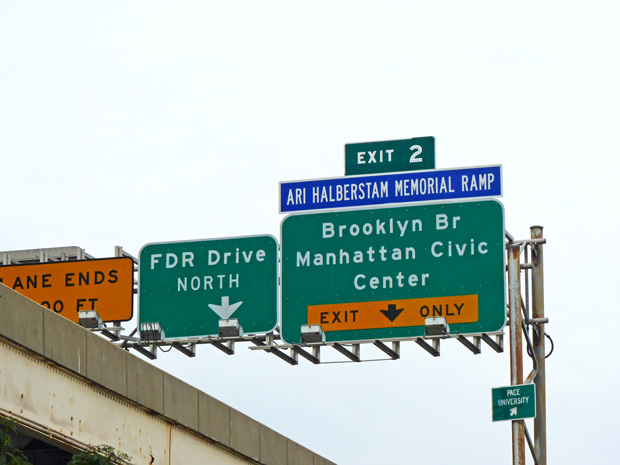 EXIT 2
ARI HALBERSTAM MEMORIAL RAMP
Brooklyn Br
Manhattan Civic
Center
EXIT ONLY
FDR Drive
NORTH
ENDS
FT
PACE
UNIVERSITY